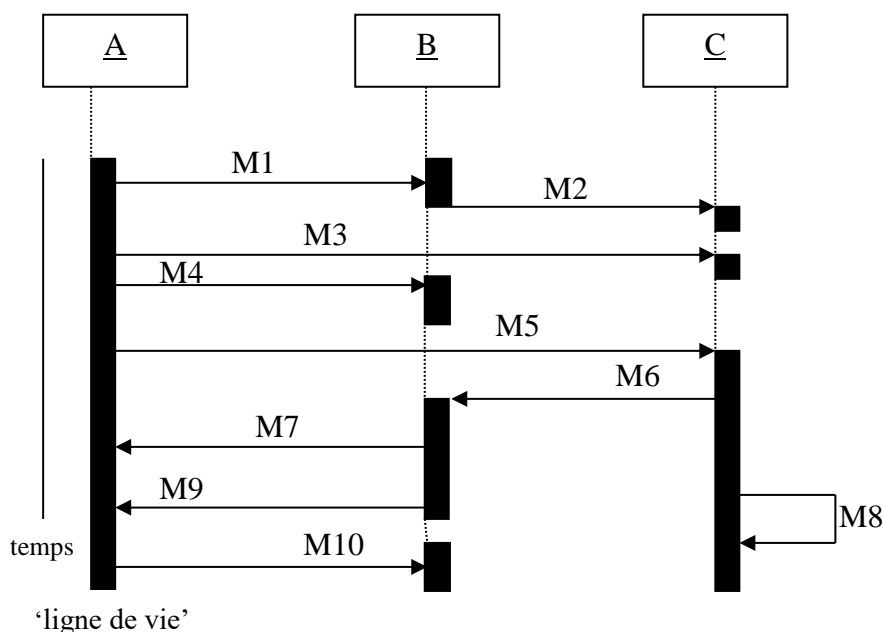 A
B
C
M1
M2
M3
M4
M5
M6
M7
M9
M8
temps
M10
‘ligne de vie’